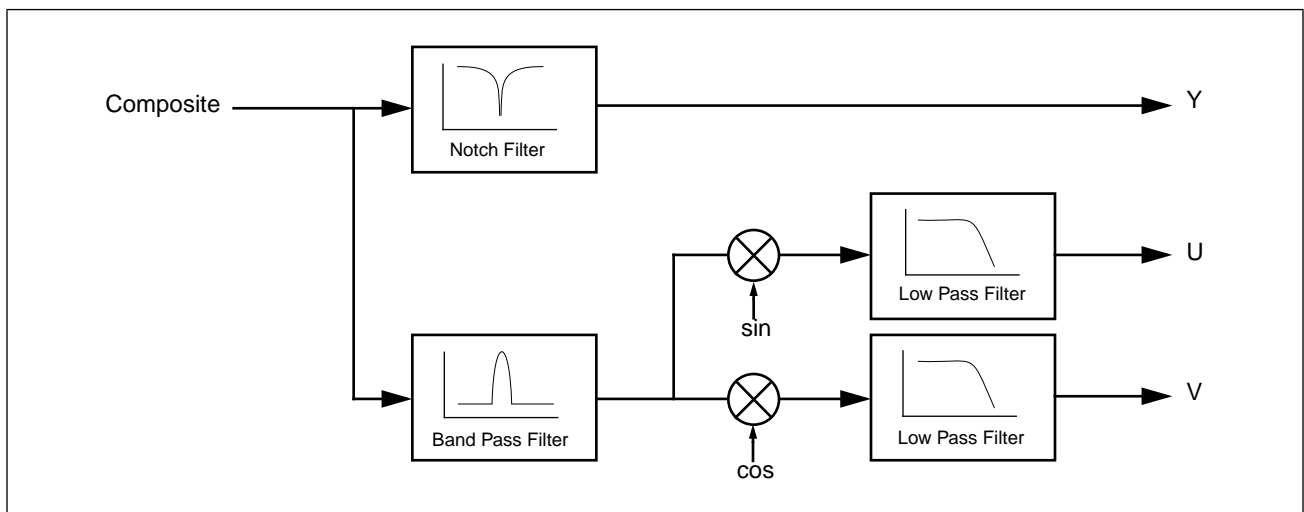 Composite
Notch Filter
Y
sin
Low Pass Filter
U
Band Pass Filter
cos
Low Pass Filter
V